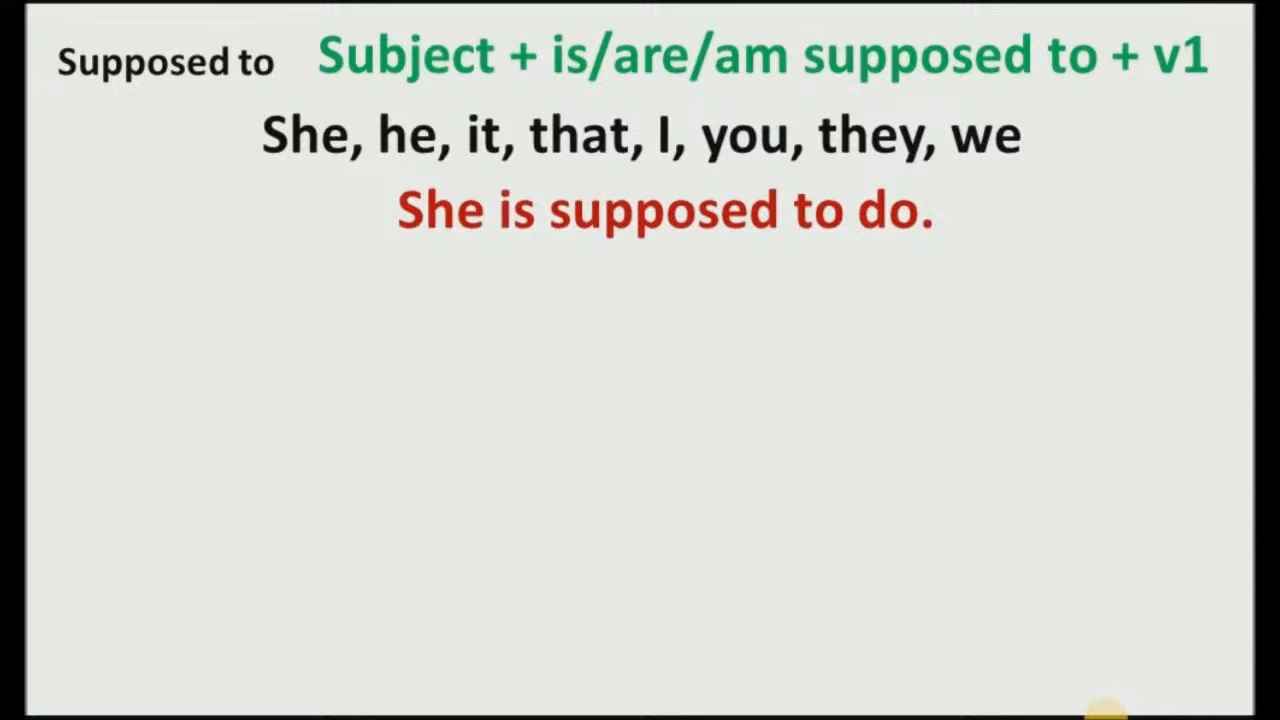 Supposed to Subject + is/are/am supposed to + v1
She, he, it, that, I, you, they, we
She is supposed to do.